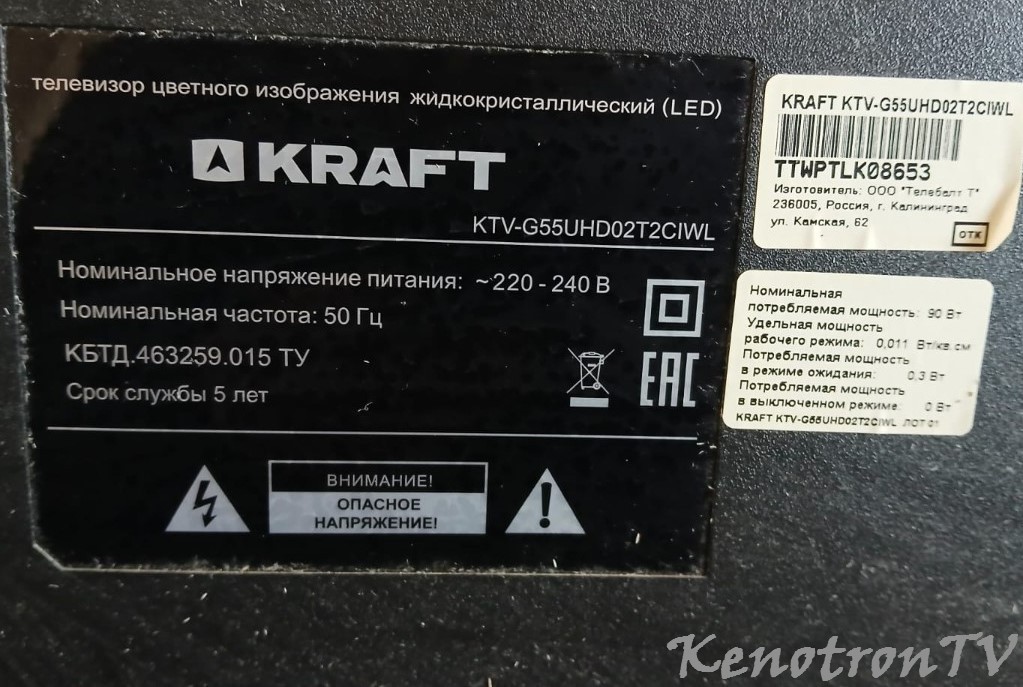 телевизор цветного изображения жидкокристаллический (LED)
KRAFT
KTV-G55UHD02T2CIWL
Номинальное напряжение питания: ~220 - 240 В
Номинальная частота: 50 Гц
КБТД.463259.015 ТУ
Срок службы 5 лет
EAC
ВНИМАНИЕ!
ОПАСНОЕ
НАПРЯЖЕНИЕ!
KRAFT KTV-G55UHD02T2CIWL
TTWPTLK08653
Изготовитель: ООО "Телебалт Т"
236005, Россия, г. Калининград
ул. Камская, 62
ОТК
Номинальная
потребляемая мощность: 90 Вт
Удельная мощность
рабочего режима: 0,011 Вт/кв.см
Потребляемая мощность
в режиме ожидания: 0,3 Вт
Потребляемая мощность
в выключенном режиме: 0 Вт
KRAFT KTV-G55UHD02T2CIWL ЛОТ 01
KenotronTV